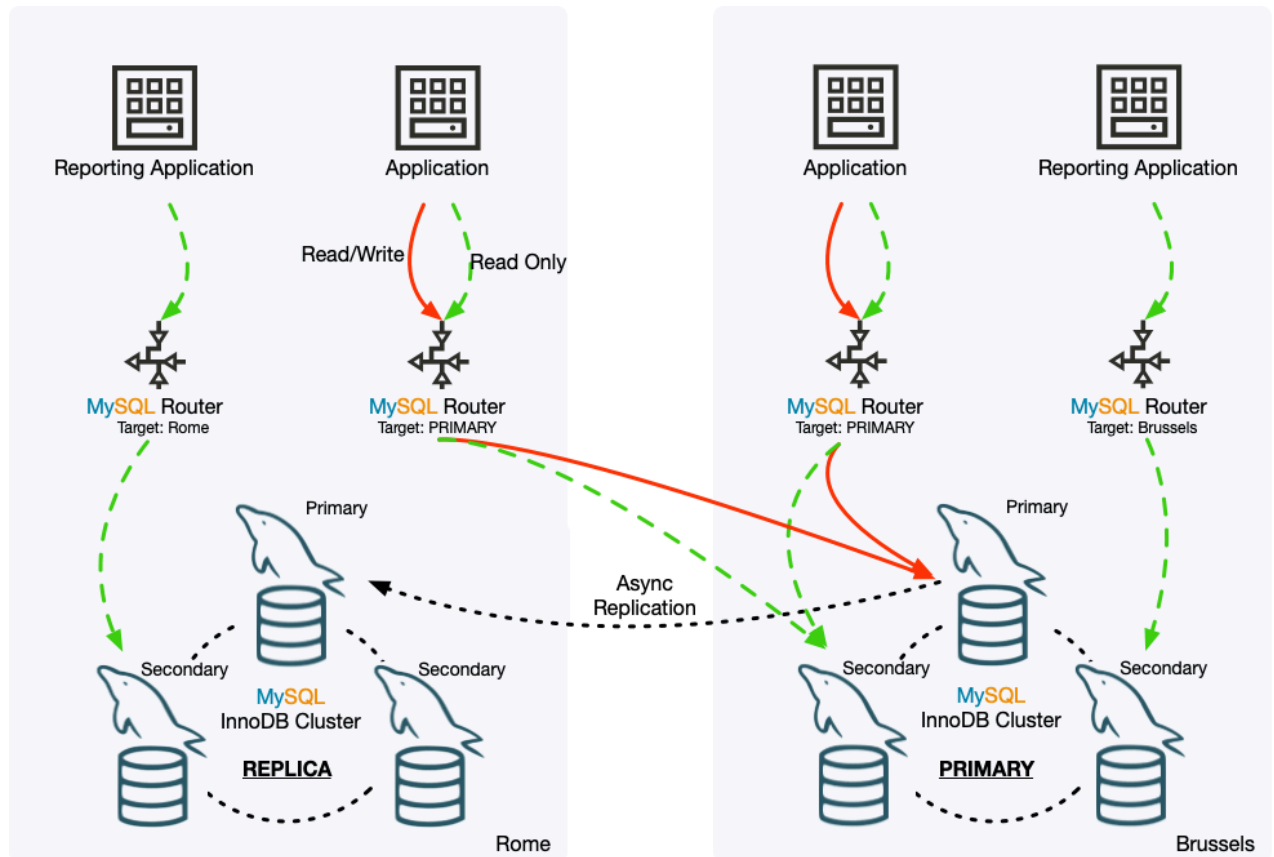 Reporting Application
Application
Application
Reporting Application
Read/Write
Read Only
MySQL Router
Target: Rome
MySQL Router
Target: PRIMARY
MySQL Router
Target: PRIMARY
MySQL Router
Target: Brussels
Primary
Primary
Async
Replication
Secondary
Secondary
Secondary
Secondary
MySQL
InnoDB Cluster
REPLICA
MySQL
InnoDB Cluster
PRIMARY
Rome
Brussels